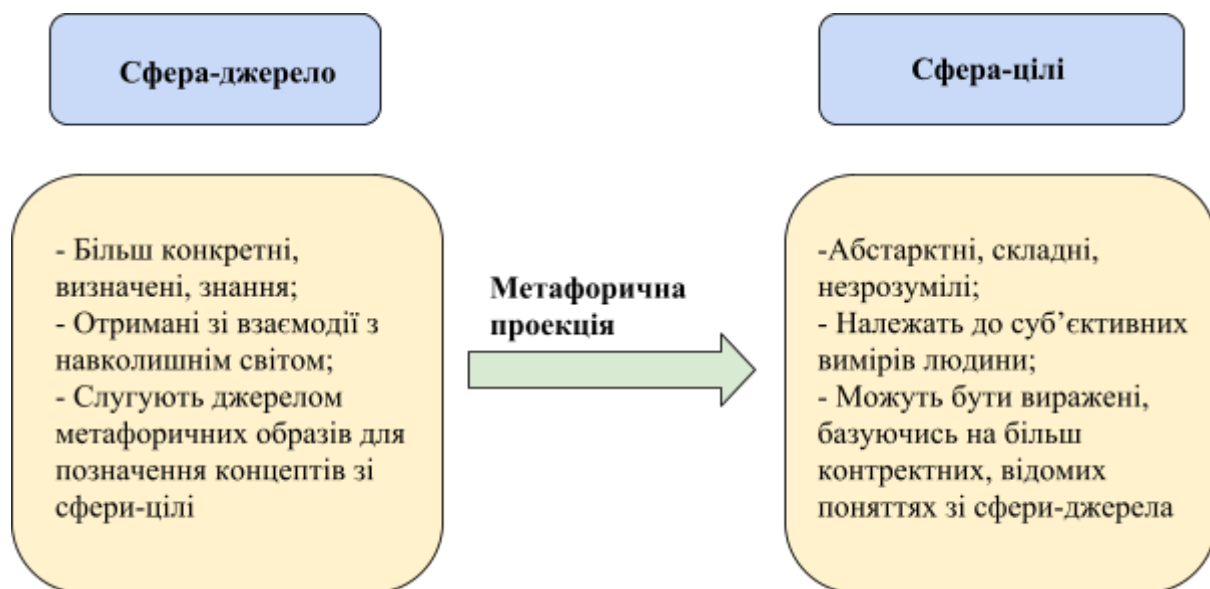 Сфера-джерело
Сфера-цілі
- Більш конкретні,
визначені, знання;
- Отримані зі взаємодії з
навколишнім світом;
- Слугують джерелом
метафоричних образів для
позначення концептів зі
сфери-цілі
Метафорична
проекція
-Абстарктні, складні,
незрозумілі;
- Належать до суб’єктивних
вимірів людини;
- Можуть бути виражені,
базуючись на більш
контректних, відомих
поняттях зі сфери-джерела